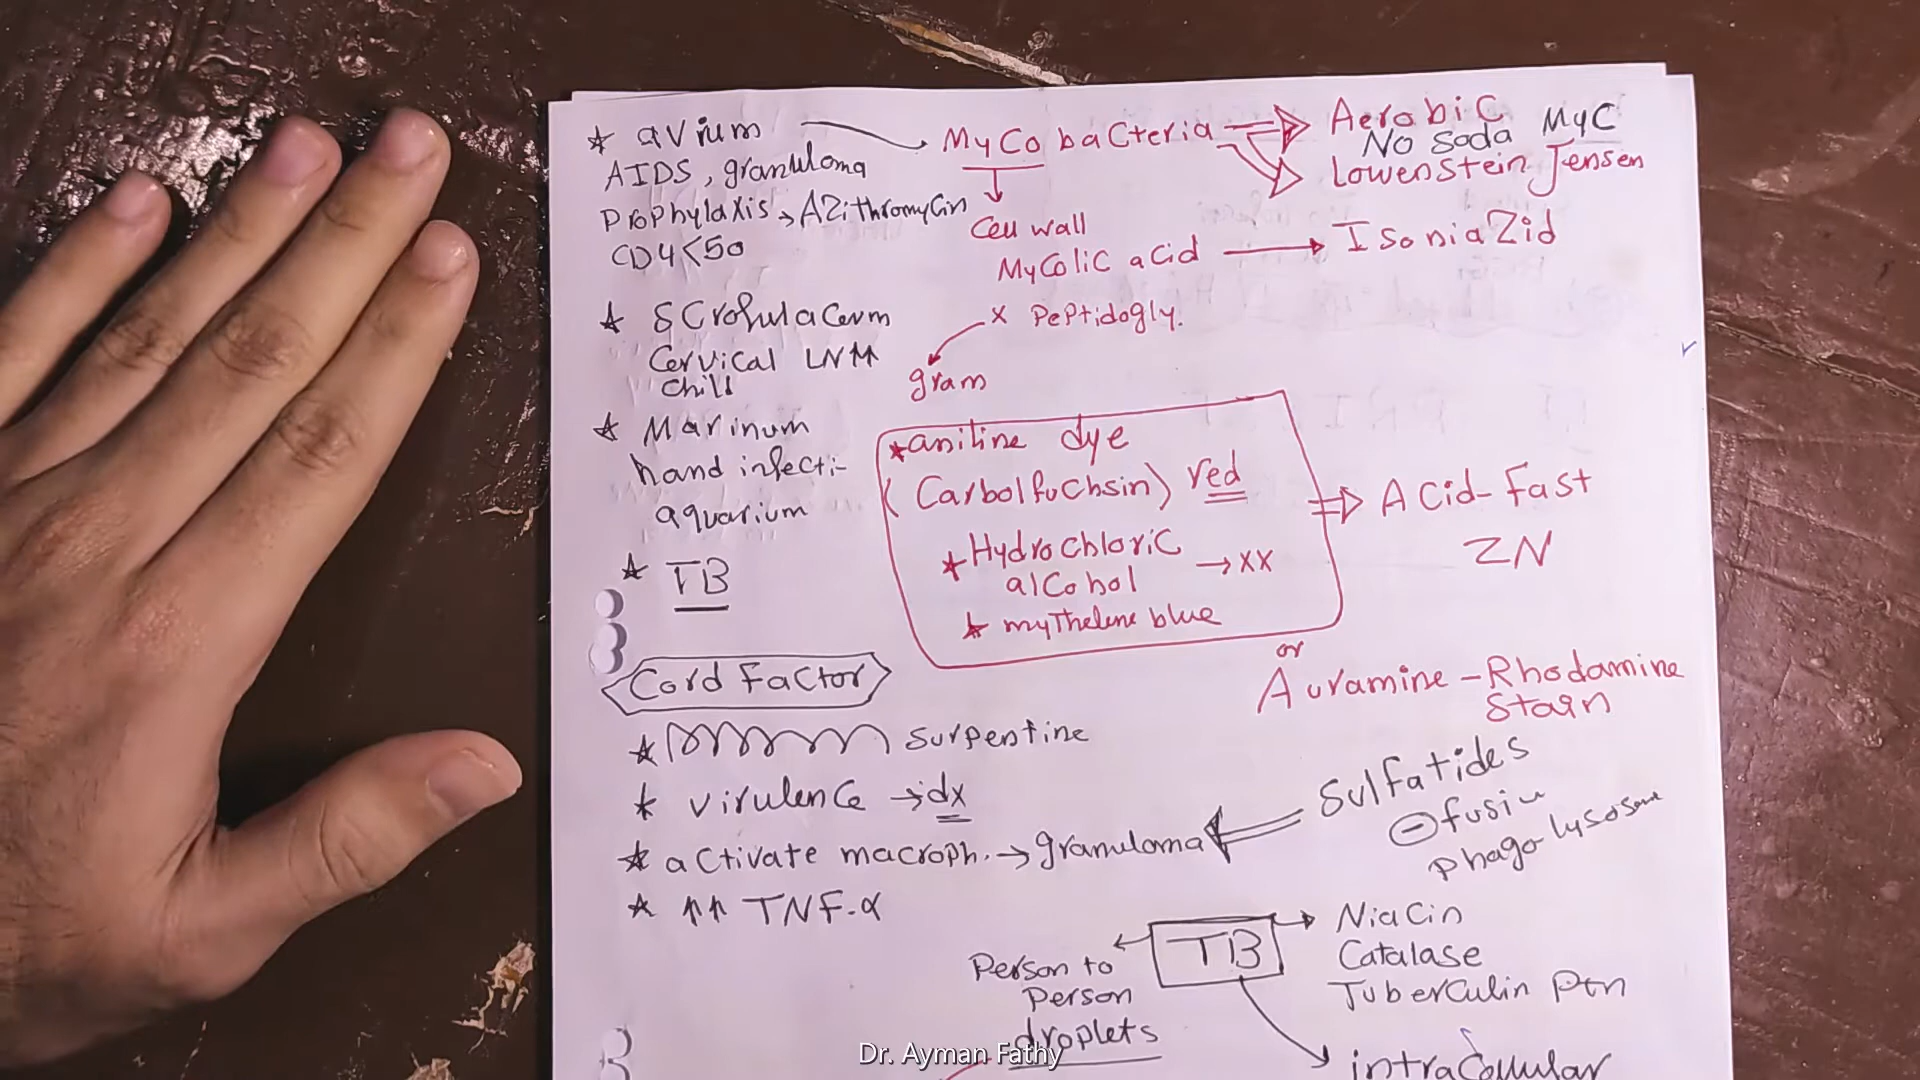 * avium
AIDS, granuloma
Prophylaxis → AZithromycin
CD4<50
* SCrofulaceum
Cervical LNM
Chill
* Marinum
hand infecti-
aquarium
* TB
MyCobacteria
Aerobic
No soda MyC
Lowenstein Jensen
Cell wall
MyColic acid → IsoniaZid
x Peptidogly.
gram
* aniline dye
(Carbolfuchsin) red
* HydroChloric
alcohol → xx
* mythelene blue
ACid-Fast
ZN
or
Auramine-Rhodamine
Stain
Cord Factor
* surpentine
* virulence → dx
* activate macroph. → granuloma
* ↑↑ TNF-α
Sulfatides
⊖ fusin
phago-lysosome
TB
Person to
Person
droplets
Niacin
Catalase
Tuberculin Ptn
intracellular
Dr. Ayman Fathy